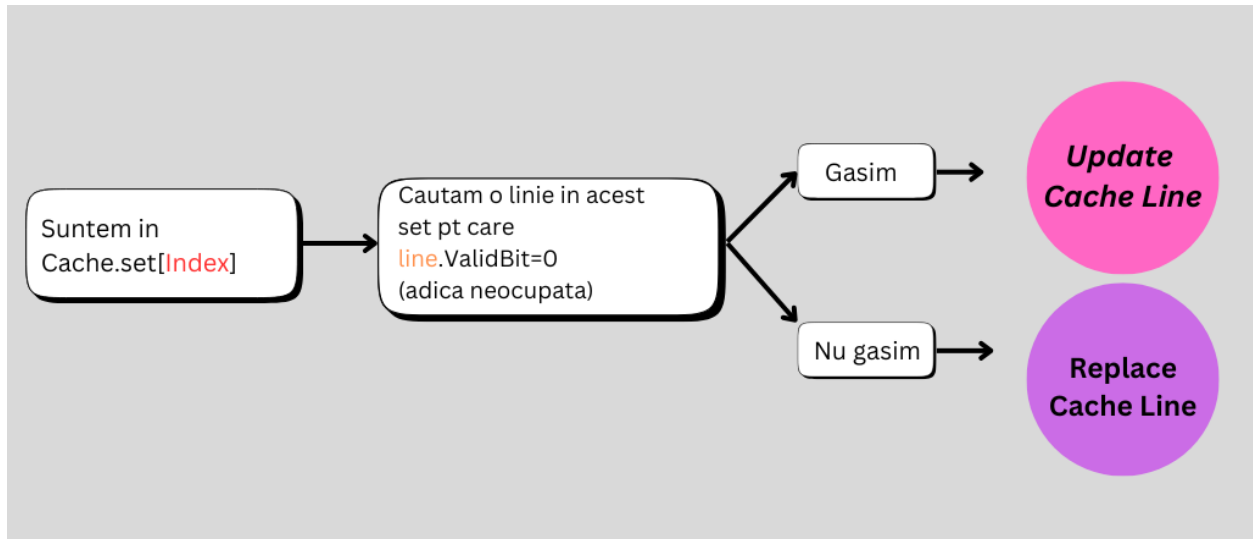 Suntem in
Cache.set[Index]
Cautam o linie in acest
set pt care
line.ValidBit=0
(adica neocupata)
Gasim
Update
Cache Line
Nu gasim
Replace
Cache Line